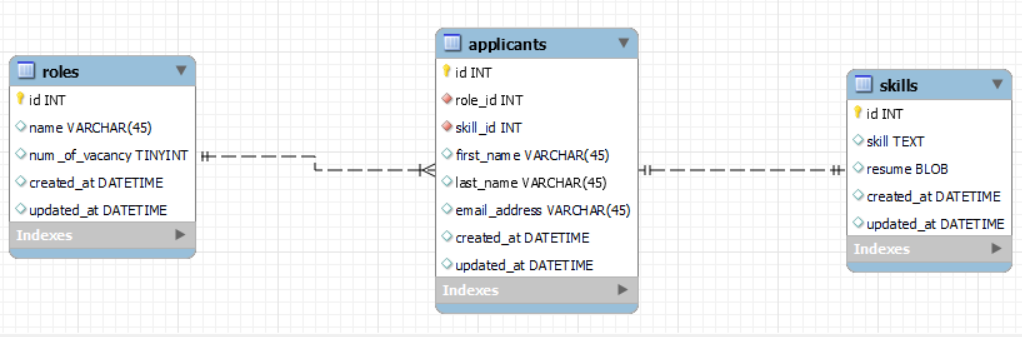 roles
id INT
name VARCHAR(45)
num_of_vacancy TINYINT
created_at DATETIME
updated_at DATETIME
Indexes
applicants
id INT
role_id INT
skill_id INT
first_name VARCHAR(45)
last_name VARCHAR(45)
email_address VARCHAR(45)
created_at DATETIME
updated_at DATETIME
Indexes
skills
id INT
skill TEXT
resume BLOB
created_at DATETIME
updated_at DATETIME
Indexes